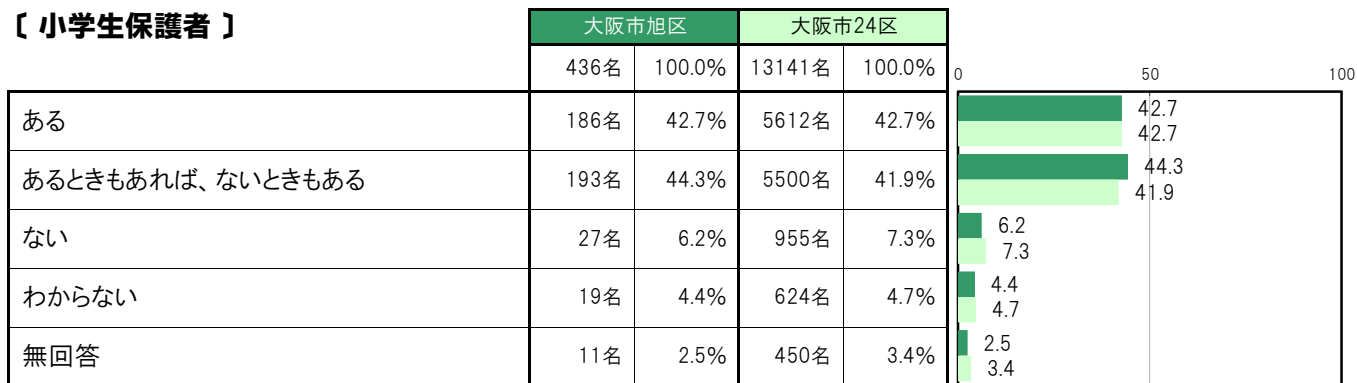 〔 小学生保護者 〕
大阪市旭区 大阪市24区
436名 100.0% 13141名 100.0%
0 50 100
ある 186名 42.7% 5612名 42.7%
42.7
42.7
あるときもあれば、ないときもある 193名 44.3% 5500名 41.9%
44.3
41.9
ない 27名 6.2% 955名 7.3%
6.2
7.3
わからない 19名 4.4% 624名 4.7%
4.4
4.7
無回答 11名 2.5% 450名 3.4%
2.5
3.4